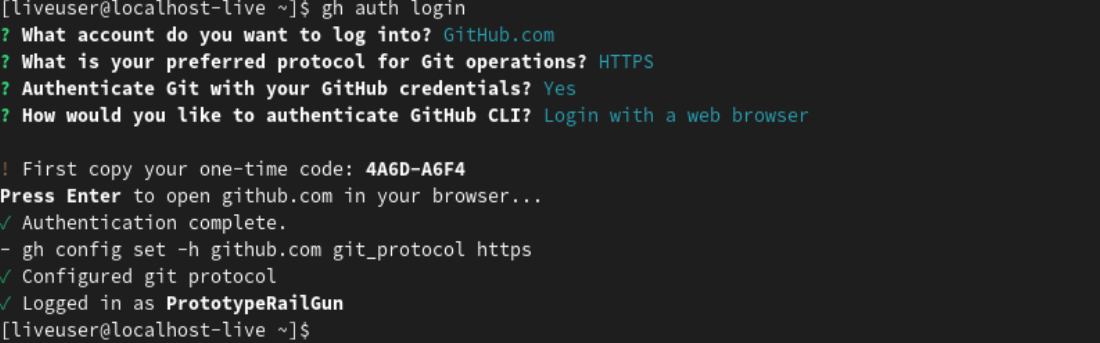 [liveuser@localhost-live ~]$ gh auth login
? What account do you want to log into? GitHub.com
? What is your preferred protocol for Git operations? HTTPS
? Authenticate Git with your GitHub credentials? Yes
? How would you like to authenticate GitHub CLI? Login with a web browser
! First copy your one-time code: 4A6D-A6F4
Press Enter to open github.com in your browser...
✓ Authentication complete.
- gh config set -h github.com git_protocol https
✓ Configured git protocol
✓ Logged in as PrototypeRailGun
[liveuser@localhost-live ~]$